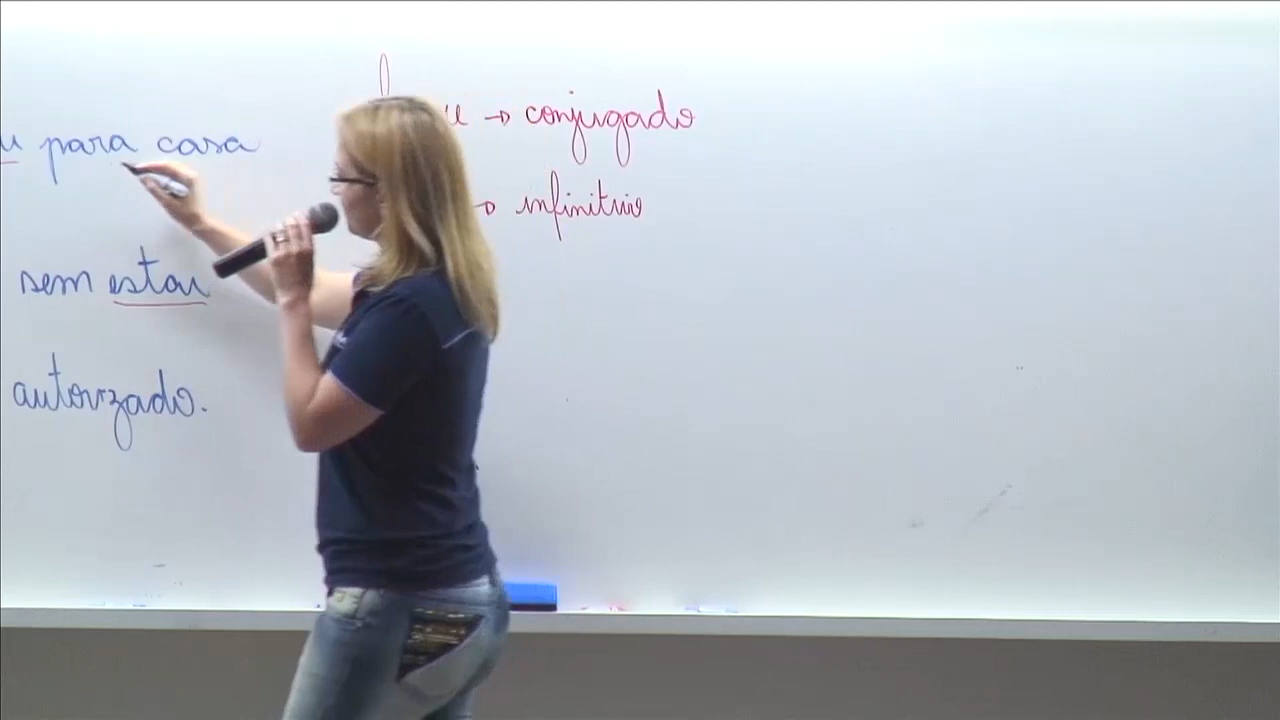 para casa
→ conjugado
→ infinitivo
sem estar
autorizado.